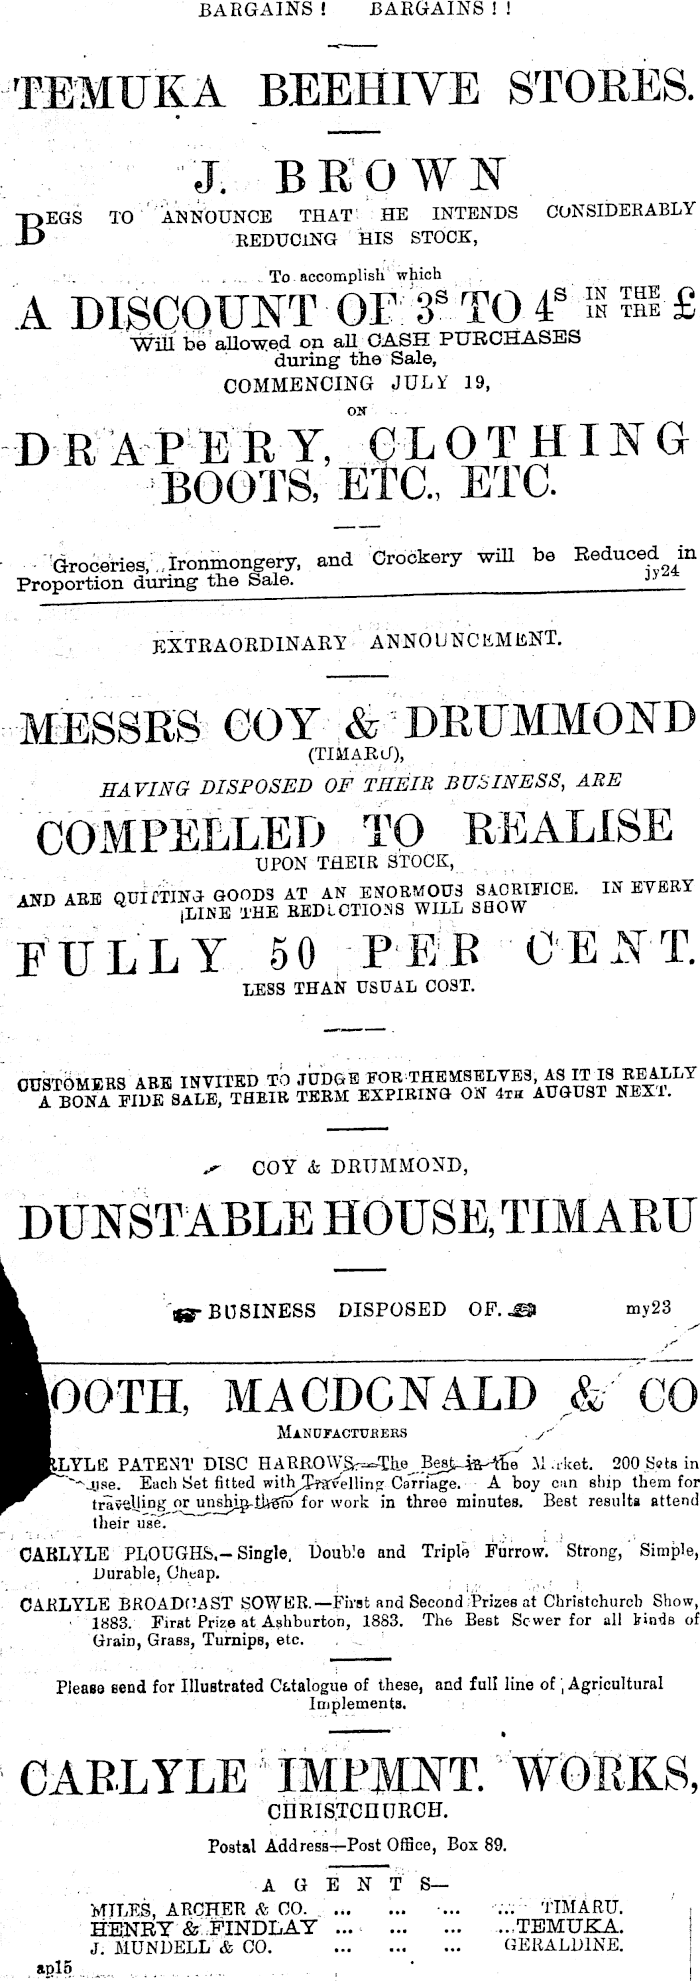 BARGAINS! BARGAINS!!
TEMUKA BEEHIVE STORES.
J. BROWN
BEGS TO ANNOUNCE THAT HE INTENDS CONSIDERABLY
REDUCING HIS STOCK,
To accomplish which
A DISCOUNT OF 3s TO 4s IN THE IN THE £
Will be allowed on all CASH PURCHASES
during the Sale,
COMMENCING JULY 19,
ON
DRAPERY, CLOTHING
BOOTS, ETC., ETC.
Groceries, Ironmongery, and Crockery will be Reduced in
Proportion during the Sale. jy24
EXTRAORDINARY ANNOUNCEMENT.
MESSRS COY & DRUMMOND
(TIMARU),
HAVING DISPOSED OF THEIR BUSINESS, ARE
COMPELLED TO REALISE
UPON THEIR STOCK,
AND ARE QUITTING GOODS AT AN ENORMOUS SACRIFICE. IN EVERY
LINE THE REDUCTIONS WILL SHOW
FULLY 50 PER CENT.
LESS THAN USUAL COST.
CUSTOMERS ARE INVITED TO JUDGE FOR THEMSELVES, AS IT IS REALLY
A BONA FIDE SALE, THEIR TERM EXPIRING ON 4TH AUGUST NEXT.
COY & DRUMMOND,
DUNSTABLE HOUSE, TIMARU
☛ BUSINESS DISPOSED OF. ☚ my23
OOTH, MACDONALD & CO
MANUFACTURERS
RLYLE PATENT DISC HARROWS.—The Best in the Market. 200 Sets in
use. Each Set fitted with Travelling Carriage. A boy can ship them for
travelling or unship them for work in three minutes. Best results attend
their use.
CARLYLE PLOUGHS.—Single, Double and Triple Furrow. Strong, Simple,
Durable, Cheap.
CARLYLE BROADCAST SOWER.—First and Second Prizes at Christchurch Show,
1883. First Prize at Ashburton, 1883. The Best Sower for all kinds of
Grain, Grass, Turnips, etc.
Please send for Illustrated Catalogue of these, and full line of Agricultural
Implements.
CARLYLE IMPMNT. WORKS,
CHRISTCHURCH.
Postal Address—Post Office, Box 89.
AGENTS—
MILES, ARCHER & CO. ... ... ... ... TIMARU.
HENRY & FINDLAY ... ... ... ... TEMUKA.
J. MUNDELL & CO. ... ... ... GERALDINE.
ap15